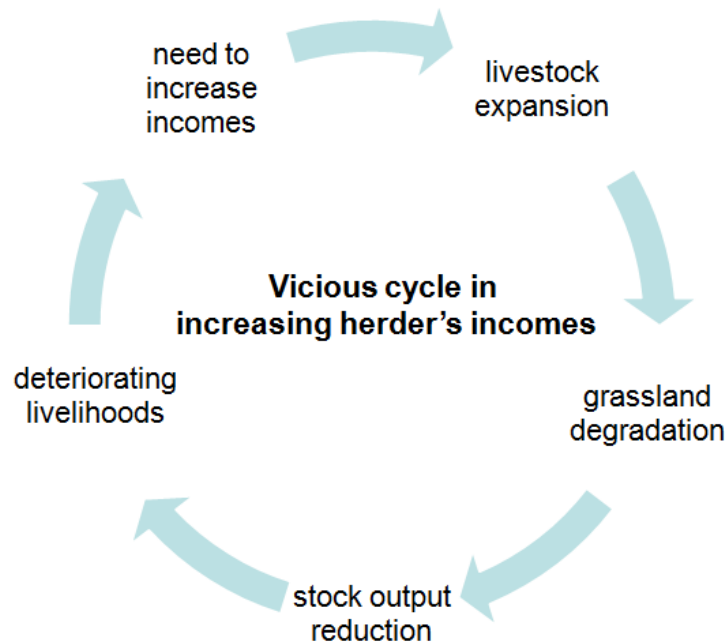 need to
increase
incomes
livestock
expansion
Vicious cycle in
increasing herder's incomes
grassland
degradation
stock output
reduction
deteriorating
livelihoods